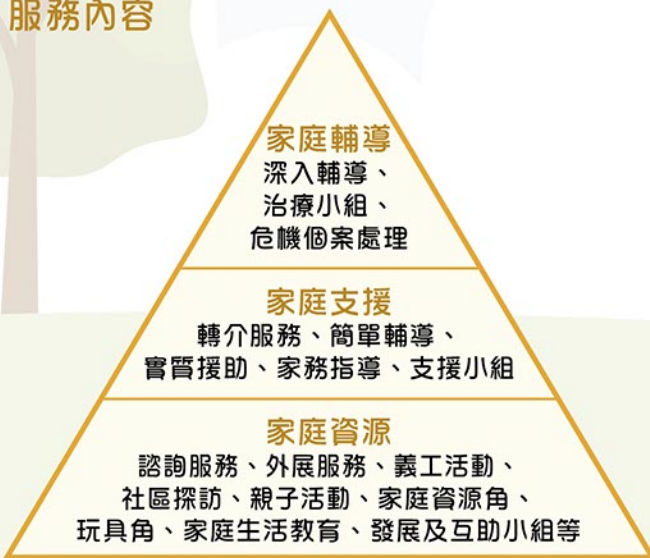 服務內容
家庭輔導
深入輔導、
治療小組、
危機個案處理
家庭支援
轉介服務、簡單輔導、
實質援助、家務指導、支援小組
家庭資源
諮詢服務、外展服務、義工活動、
社區探訪、親子活動、家庭資源角、
玩具角、家庭生活教育、發展及互助小組等